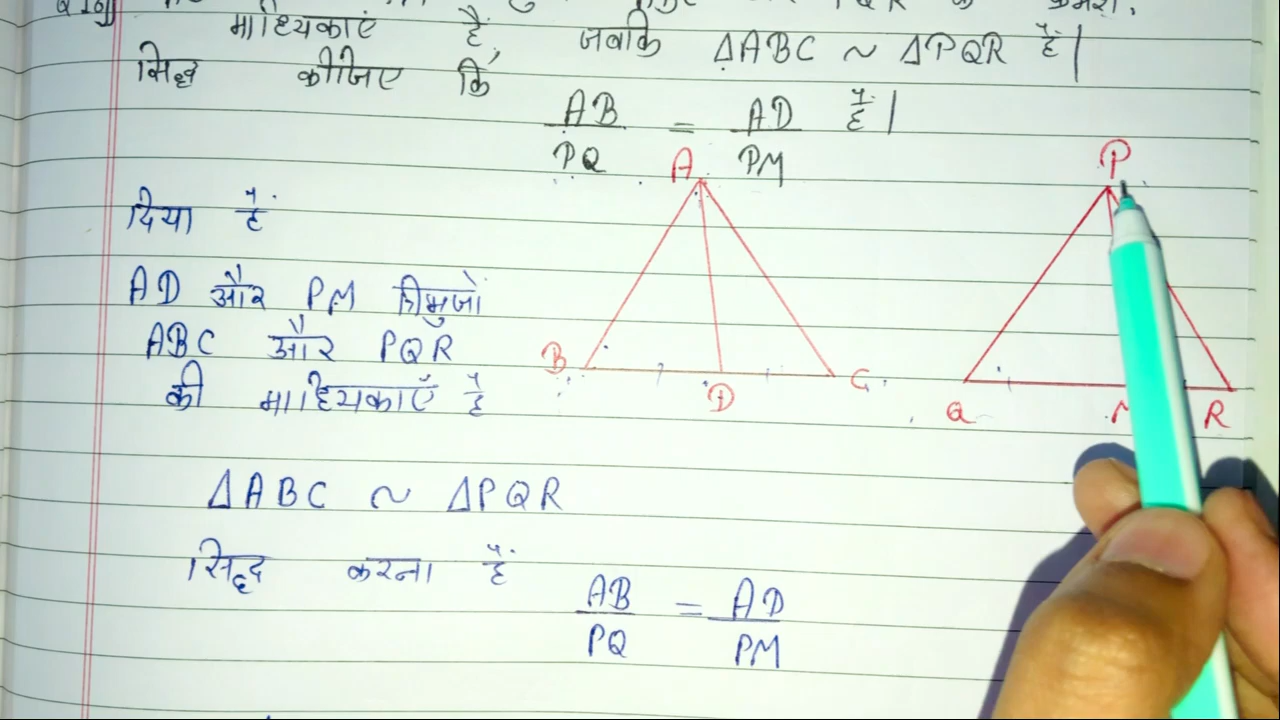 माध्यिकाएं हैं, जबकि ΔABC ~ ΔPQR है|
सिद्ध कीजिए कि
AB/PQ = AD/PM है|
दिया है
AD और PM त्रिभुजों
ABC और PQR
की माध्यिकाएँ है
ΔABC ~ ΔPQR
सिद्ध करना है
AB/PQ = AD/PM
A
B
D
C
P
Q
R